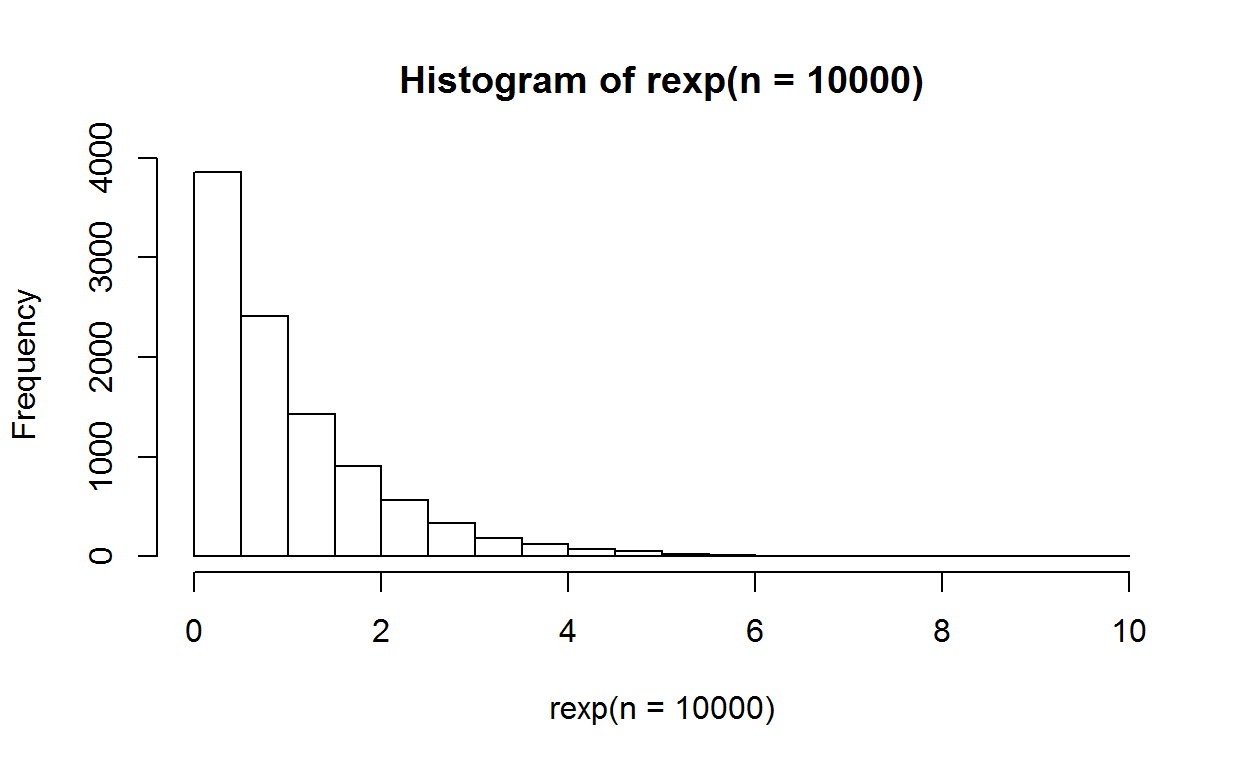 Histogram of rexp(n = 10000)
Frequency
4000
3000
2000
1000
0
0 2 4 6 8 10
rexp(n = 10000)